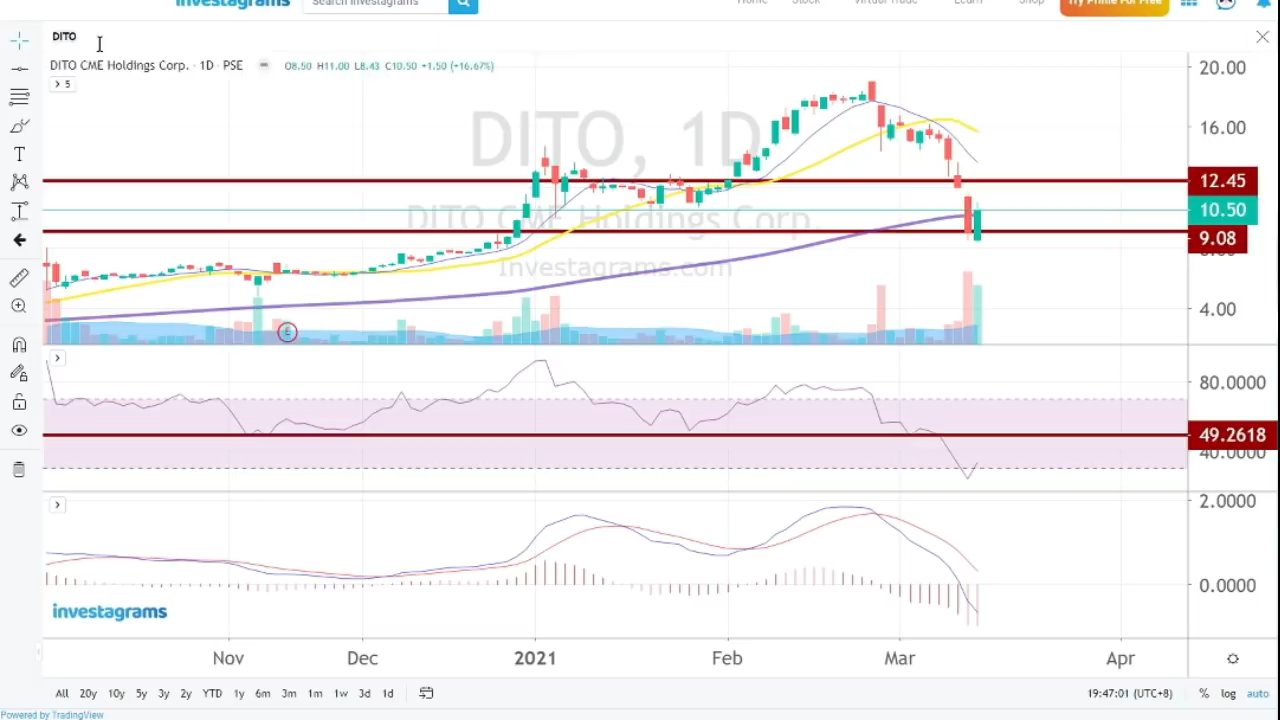 investagrams
Search Investagrams
Home
Stock
Virtual Trade
Learn
Shop
Try Prime For Free
DITO
DITO CME Holdings Corp. · 1D · PSE
O8.50 H11.00 L8.43 C10.50 +1.50 (+16.67%)
5
DITO, 1D
DITO CME Holdings Corp.
Investagrams.com
20.00
16.00
12.45
10.50
9.08
4.00
E
80.0000
49.2618
40.0000
2.0000
0.0000
investagrams
Nov
Dec
2021
Feb
Mar
Apr
All 20y 10y 5y 3y 2y YTD 1y 6m 3m 1m 1w 3d 1d
19:47:01 (UTC+8)
% log auto
Powered by TradingView